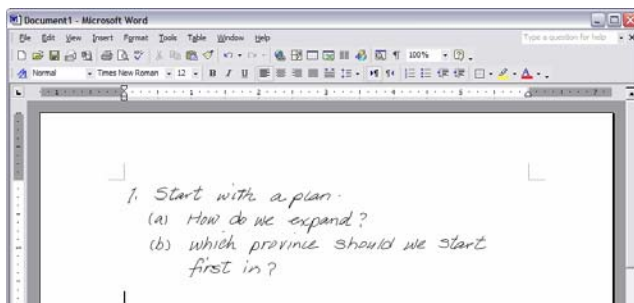 Document1 - Microsoft Word
File Edit View Insert Format Tools Table Window Help
Type a question for help
100%
Normal Times New Roman 12 B I U
1. Start with a plan.
(a) How do we expand?
(b) which province should we start
first in?